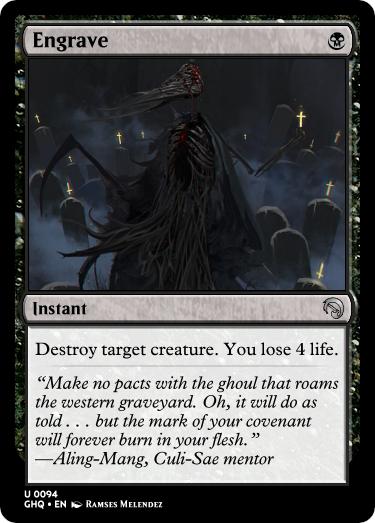 Engrave
Instant
Destroy target creature. You lose 4 life.
“Make no pacts with the ghoul that roams
the western graveyard. Oh, it will do as
told . . . but the mark of your covenant
will forever burn in your flesh.”
—Aling-Mang, Culi-Sae mentor
U 0094
GHQ • EN Ramses Melendez